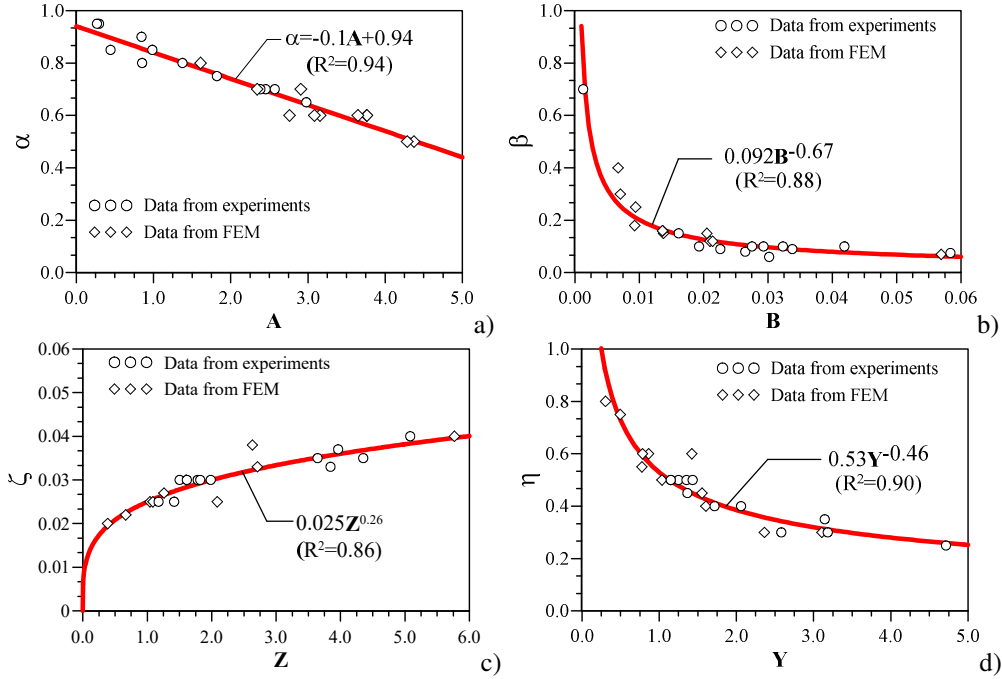 1.0
0.8
0.6
0.4
0.2
0.0
α
α=-0.1A+0.94
(R²=0.94)
Data from experiments
Data from FEM
0.0 1.0 2.0 3.0 4.0 5.0
A
a)
1.0
0.8
0.6
0.4
0.2
0.0
β
Data from experiments
Data from FEM
0.092B^-0.67
(R²=0.88)
0.00 0.01 0.02 0.03 0.04 0.05 0.06
B
b)
0.06
0.05
0.04
0.03
0.02
0.01
0
ζ
Data from experiments
Data from FEM
0.025Z^0.26
(R²=0.86)
0.0 1.0 2.0 3.0 4.0 5.0 6.0
Z
c)
1.0
0.8
0.6
0.4
0.2
0.0
η
Data from experiments
Data from FEM
0.53Y^-0.46
(R²=0.90)
0.0 1.0 2.0 3.0 4.0 5.0
Y
d)